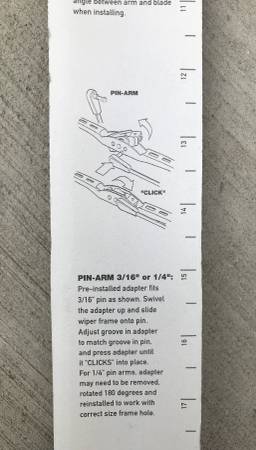 angle between arm and blade
when installing.
11
12
PIN-ARM
13
"CLICK"
14
PIN-ARM 3/16" or 1/4":
Pre-installed adapter fits
3/16" pin as shown. Swivel
the adapter up and slide
wiper frame onto pin.
Adjust groove in adapter
to match groove in pin,
and press adapter until
it "CLICKS" into place.
For 1/4" pin arms, adapter
may need to be removed,
rotated 180 degrees and
reinstalled to work with
correct size frame hole.
15
16
17